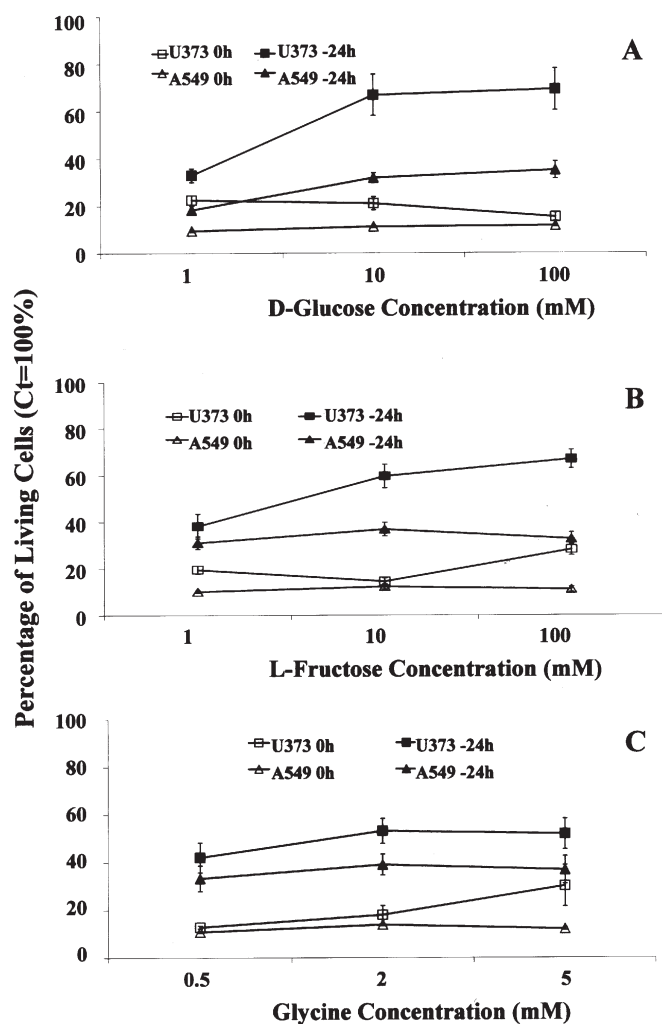 Percentage of Living Cells (Ct=100%)
A
U373 0h U373 -24h
A549 0h A549 -24h
100
80
60
40
20
0
1 10 100
D-Glucose Concentration (mM)
B
U373 0h U373 -24h
A549 0h A549 -24h
100
80
60
40
20
0
1 10 100
L-Fructose Concentration (mM)
C
U373 0h U373 -24h
A549 0h A549 -24h
100
80
60
40
20
0
0.5 2 5
Glycine Concentration (mM)